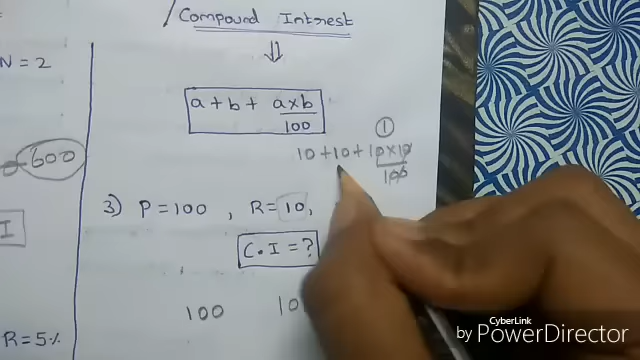 Compound Intrest
⇓
N = 2
a + b + a×b/100
1
600
10 + 10 + 10×10/100
3) P = 100 , R = 10,
I
C.I = ?
100 10
R = 5%
CyberLink
by PowerDirector